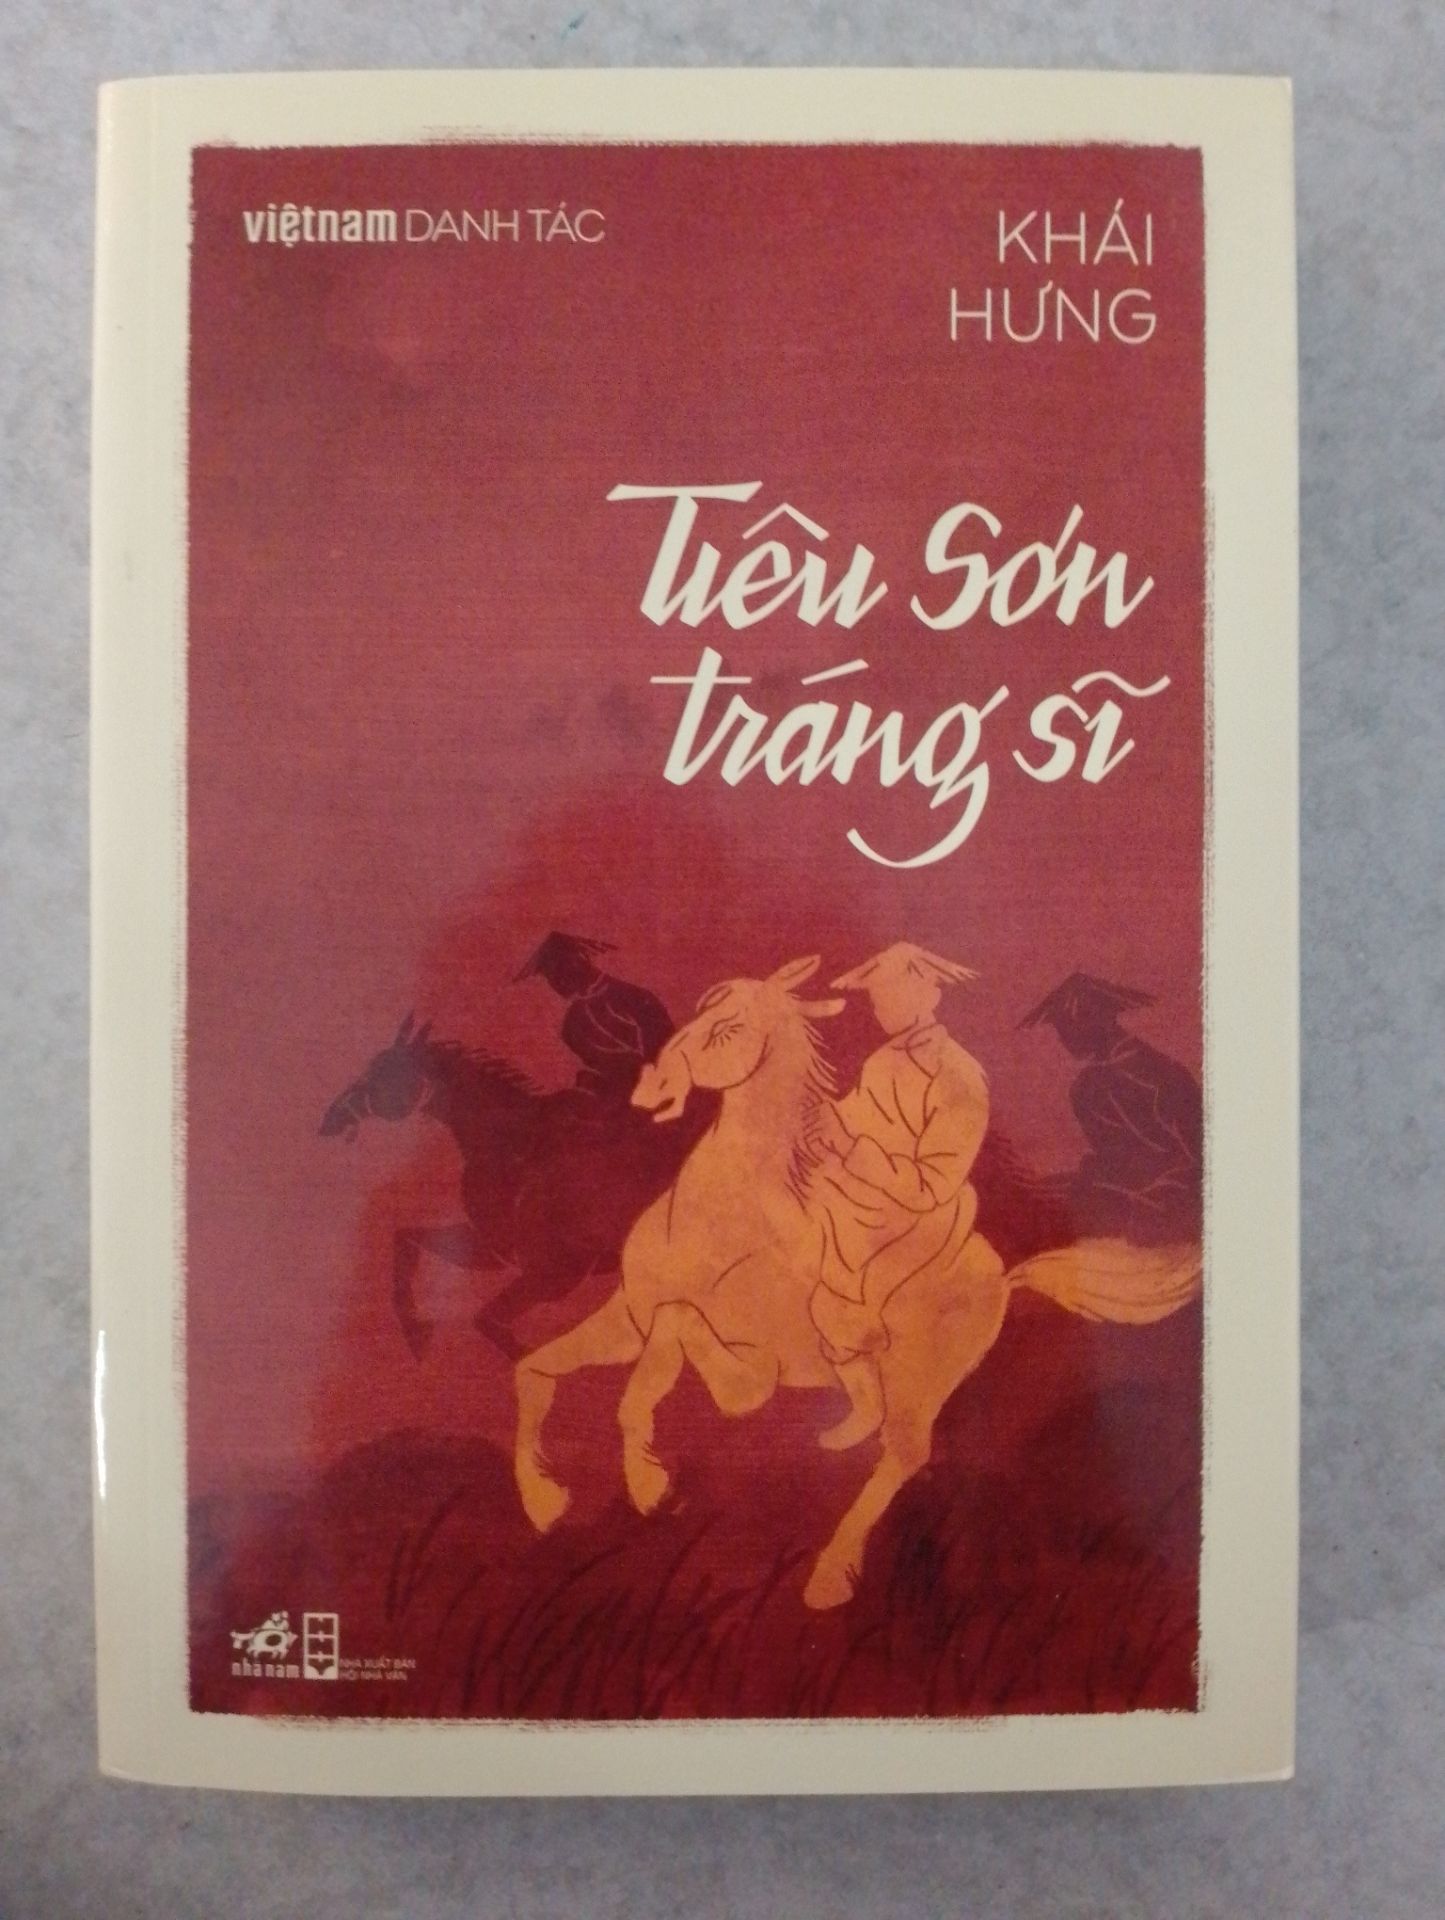 việtnam DANH TÁC
KHÁI
HƯNG
Tiêu Sơn
tráng sĩ
nhã nam
NHÀ XUẤT BẢN
HỘI NHÀ VĂN